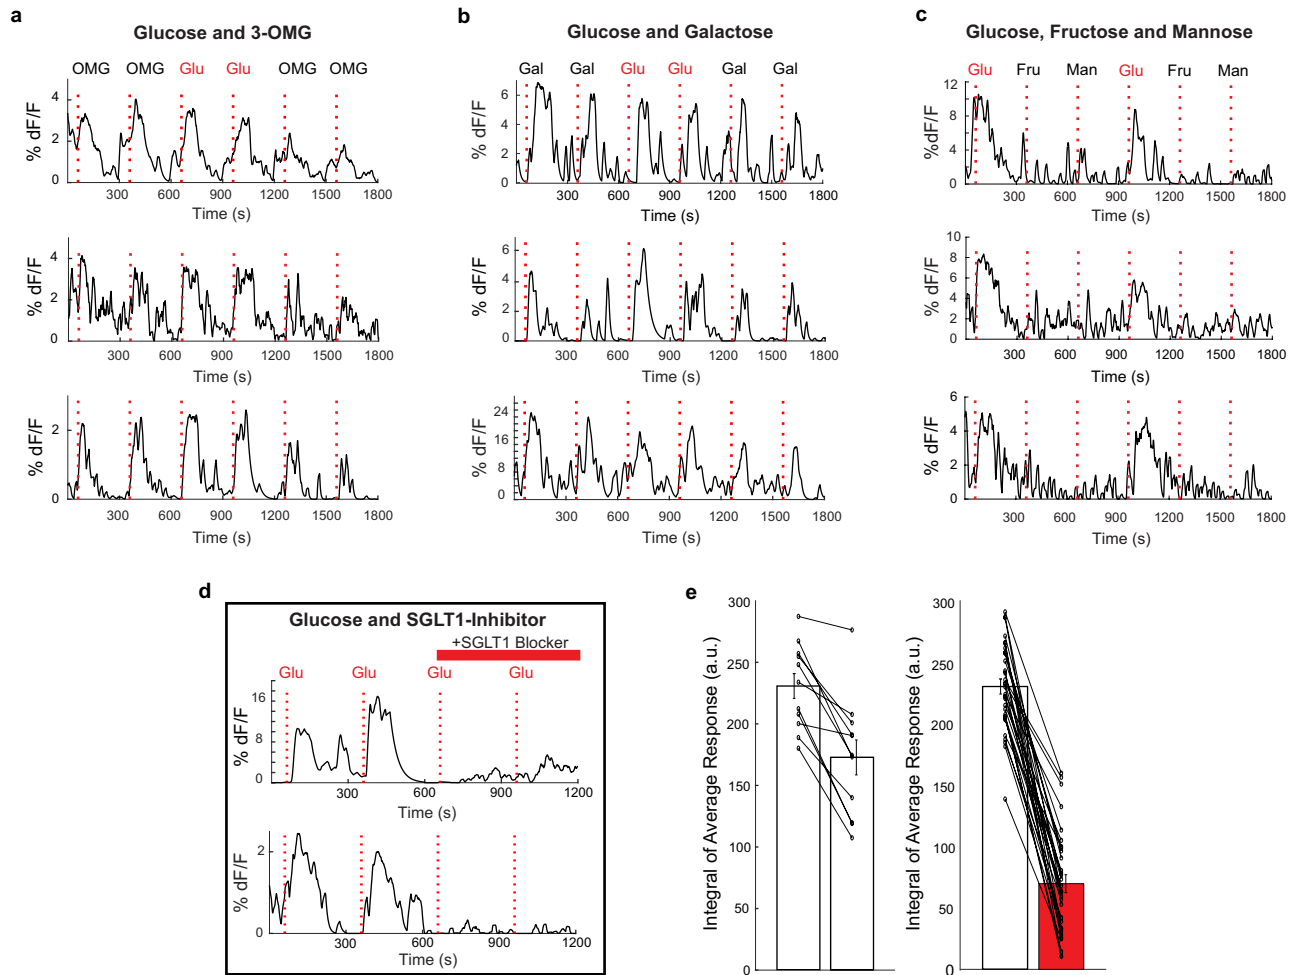 a
Glucose and 3-OMG
OMG OMG Glu Glu OMG OMG
% dF/F
4
2
0
300 600 900 1200 1500 1800
Time (s)
% dF/F
4
2
0
300 600 900 1200 1500 1800
Time (s)
% dF/F
2
0
300 600 900 1200 1500 1800
Time (s)
b
Glucose and Galactose
Gal Gal Glu Glu Gal Gal
% dF/F
6
4
2
0
300 600 900 1200 1500 1800
Time (s)
% dF/F
6
4
2
0
300 600 900 1200 1500 1800
Time (s)
% dF/F
24
20
16
12
8
4
0
300 600 900 1200 1500 1800
Time (s)
c
Glucose, Fructose and Mannose
Glu Fru Man Glu Fru Man
%dF/F
12
8
4
0
300 600 900 1200 1500 1800
Time (s)
% dF/F
10
8
6
4
2
0
300 600 900 1200 1500 1800
Time (s)
% dF/F
6
4
2
0
300 600 900 1200 1500 1800
Time (s)
d
Glucose and SGLT1-Inhibitor
+SGLT1 Blocker
Glu Glu Glu Glu
% dF/F
16
12
8
4
0
300 600 900 1200
Time (s)
% dF/F
2
0
300 600 900 1200
Time (s)
e
Integral of Average Response (a.u.)
300
250
200
150
100
50
0
Integral of Average Response (a.u.)
300
250
200
150
100
50
0